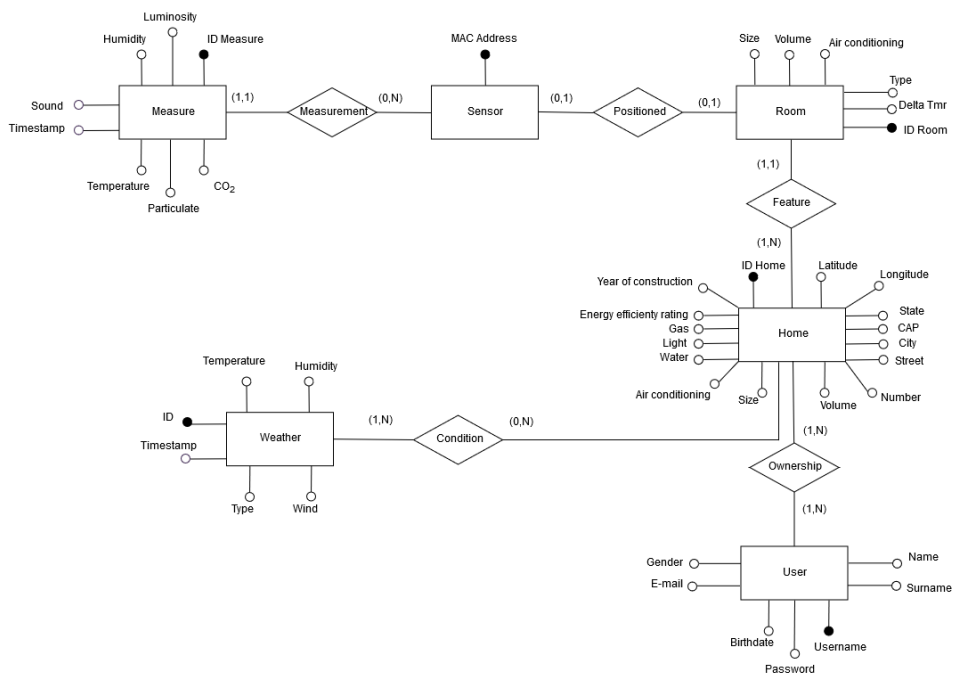 Luminosity
Humidity
ID Measure
Sound
Timestamp
Measure
(1,1)
Measurement
(0,N)
Temperature
Particulate
CO2
MAC Address
Sensor
(0,1)
Positioned
(0,1)
Size
Volume
Air conditioning
Type
Delta Tmr
ID Room
Room
(1,1)
Feature
(1,N)
ID Home
Latitude
Longitude
Year of construction
Energy efficienty rating
Gas
Light
Water
Air conditioning
Size
Home
State
CAP
City
Street
Number
Volume
Temperature
Humidity
ID
Timestamp
Weather
Type
Wind
(1,N)
Condition
(0,N)
(1,N)
Ownership
(1,N)
Gender
E-mail
User
Name
Surname
Birthdate
Password
Username